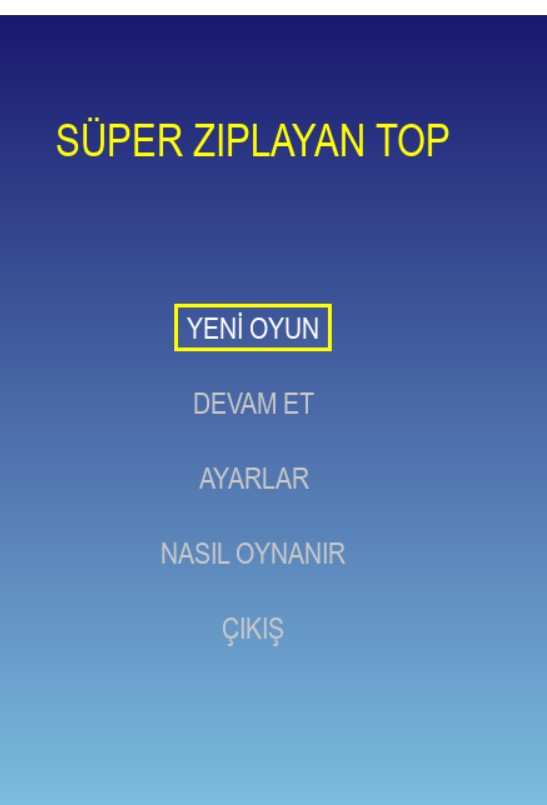 SÜPER ZIPLAYAN TOP
YENİ OYUN
DEVAM ET
AYARLAR
NASIL OYNANIR
ÇIKIŞ